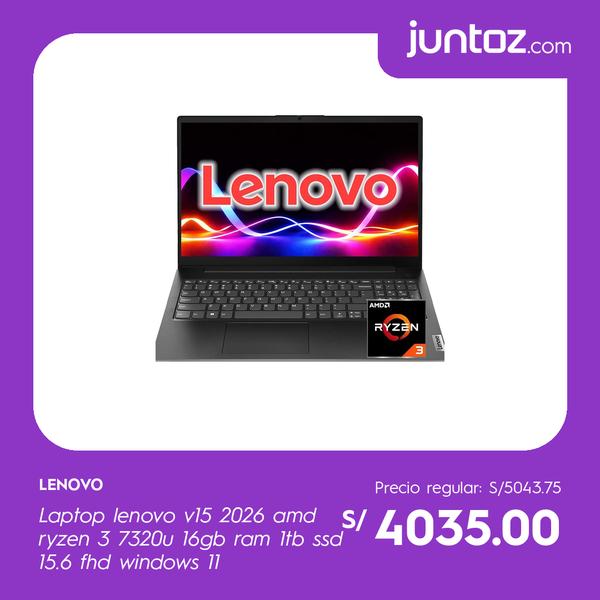 juntoz.com
Lenovo
AMD
RYZEN
3
Lenovo
LENOVO
Precio regular: S/5043.75
Laptop lenovo v15 2026 amd
ryzen 3 7320u 16gb ram 1tb ssd
15.6 fhd windows 11
S/ 4035.00